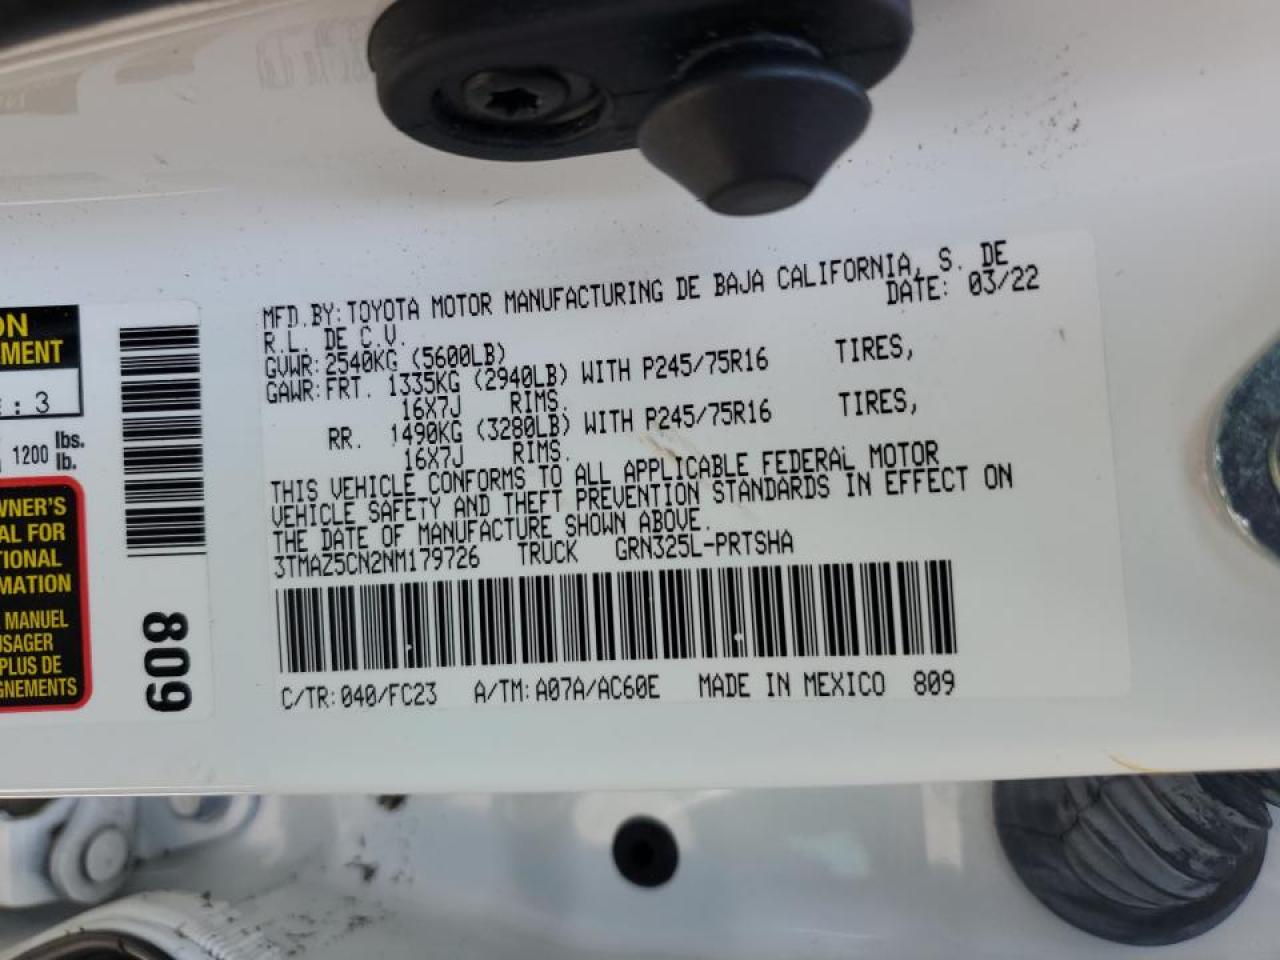 MFD.BY:TOYOTA MOTOR MANUFACTURING DE BAJA CALIFORNIA, S. DE
R.L. DE C.V. DATE: 03/22
GVWR:2540KG (5600LB)
GAWR:FRT. 1335KG (2940LB) WITH P245/75R16 TIRES,
16X7J RIMS.
RR. 1490KG (3280LB) WITH P245/75R16 TIRES,
16X7J RIMS.
THIS VEHICLE CONFORMS TO ALL APPLICABLE FEDERAL MOTOR
VEHICLE SAFETY AND THEFT PREVENTION STANDARDS IN EFFECT ON
THE DATE OF MANUFACTURE SHOWN ABOVE.
3TMAZ5CN2NM179726 TRUCK GRN325L-PRTSHA
C/TR:040/FC23 A/TM:A07A/AC60E MADE IN MEXICO 809
809
ON
MENT
: 3
1200 lbs.
lb.
WNER'S
AL FOR
TIONAL
MATION
MANUEL
USAGER
PLUS DE
GNEMENTS